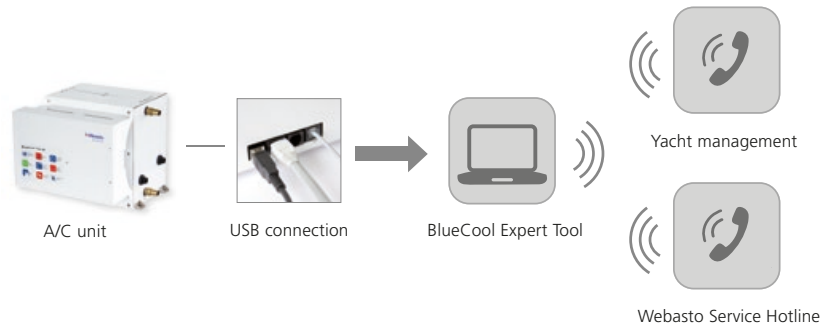 A/C unit
USB connection
BlueCool Expert Tool
Yacht management
Webasto Service Hotline